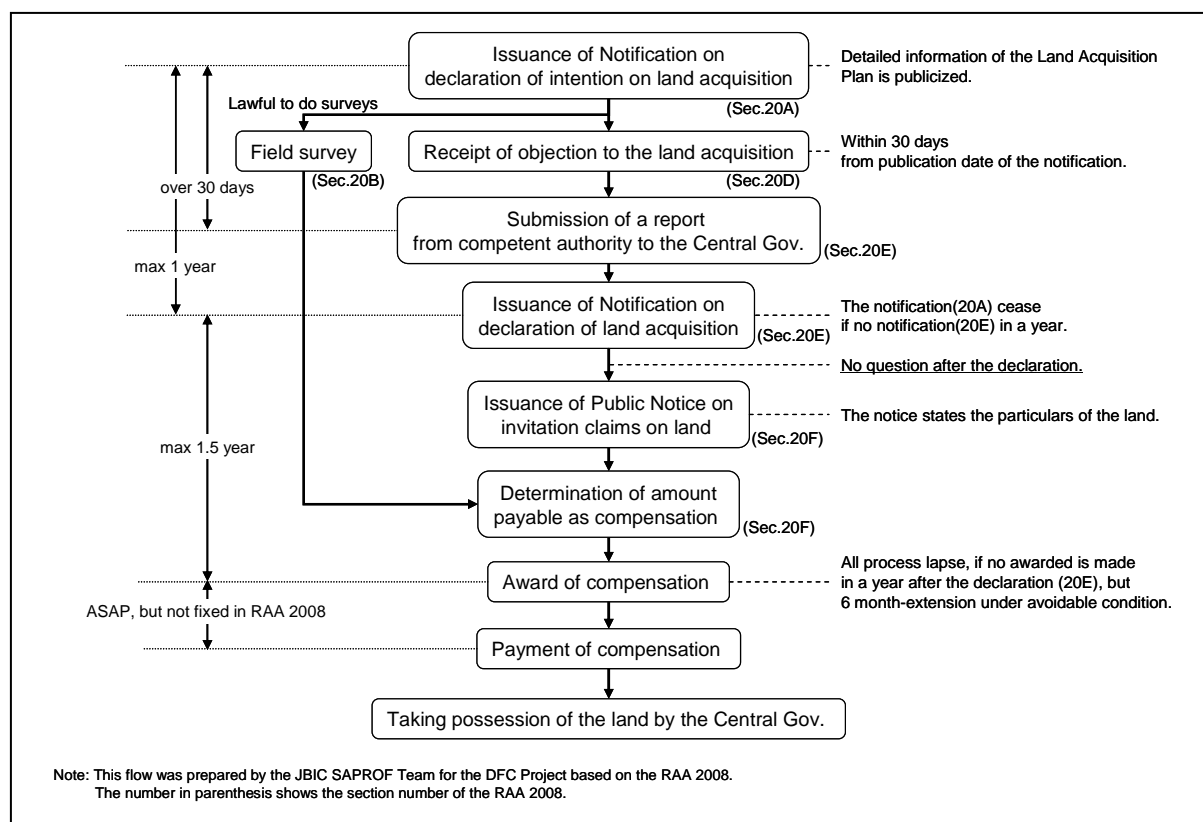 Issuance of Notification on
declaration of intention on land acquisition
(Sec.20A)
Detailed information of the Land Acquisition
Plan is publicized.
Lawful to do surveys
Field survey
(Sec.20B)
Receipt of objection to the land acquisition
(Sec.20D)
Within 30 days
from publication date of the notification.
over 30 days
Submission of a report
from competent authority to the Central Gov.
(Sec.20E)
max 1 year
Issuance of Notification on
declaration of land acquisition
(Sec.20E)
The notification(20A) cease
if no notification(20E) in a year.
No question after the declaration.
Issuance of Public Notice on
invitation claims on land
(Sec.20F)
The notice states the particulars of the land.
max 1.5 year
Determination of amount
payable as compensation
(Sec.20F)
Award of compensation
All process lapse, if no awarded is made
in a year after the declaration (20E), but
6 month-extension under avoidable condition.
ASAP, but not fixed in RAA 2008
Payment of compensation
Taking possession of the land by the Central Gov.
Note: This flow was prepared by the JBIC SAPROF Team for the DFC Project based on the RAA 2008.
The number in parenthesis shows the section number of the RAA 2008.